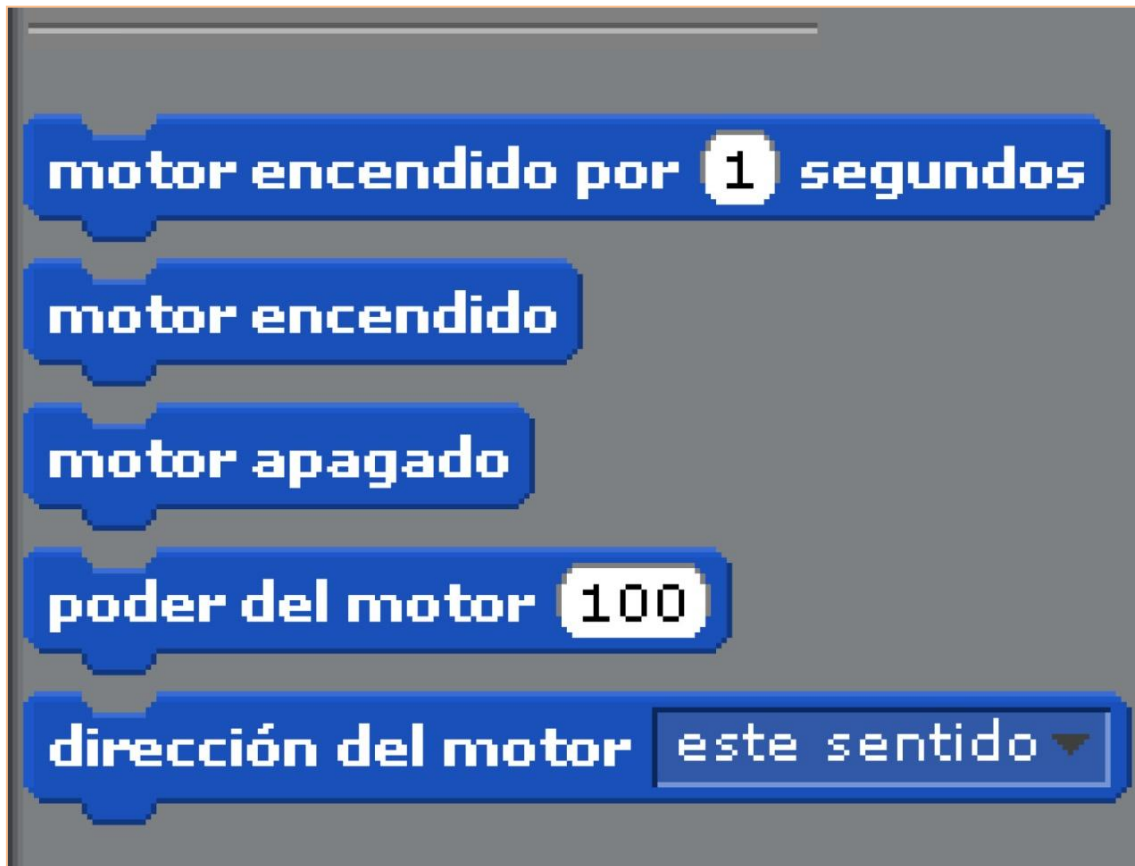 motor encendido por 1 segundos
motor encendido
motor apagado
poder del motor 100
dirección del motor este sentido